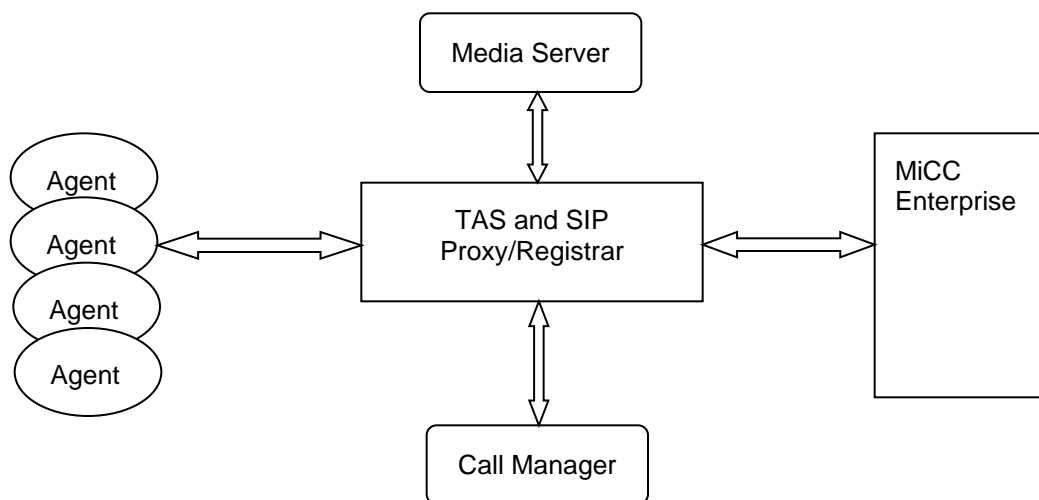 Media Server
Agent
Agent
Agent
Agent
TAS and SIP
Proxy/Registrar
MiCC
Enterprise
Call Manager